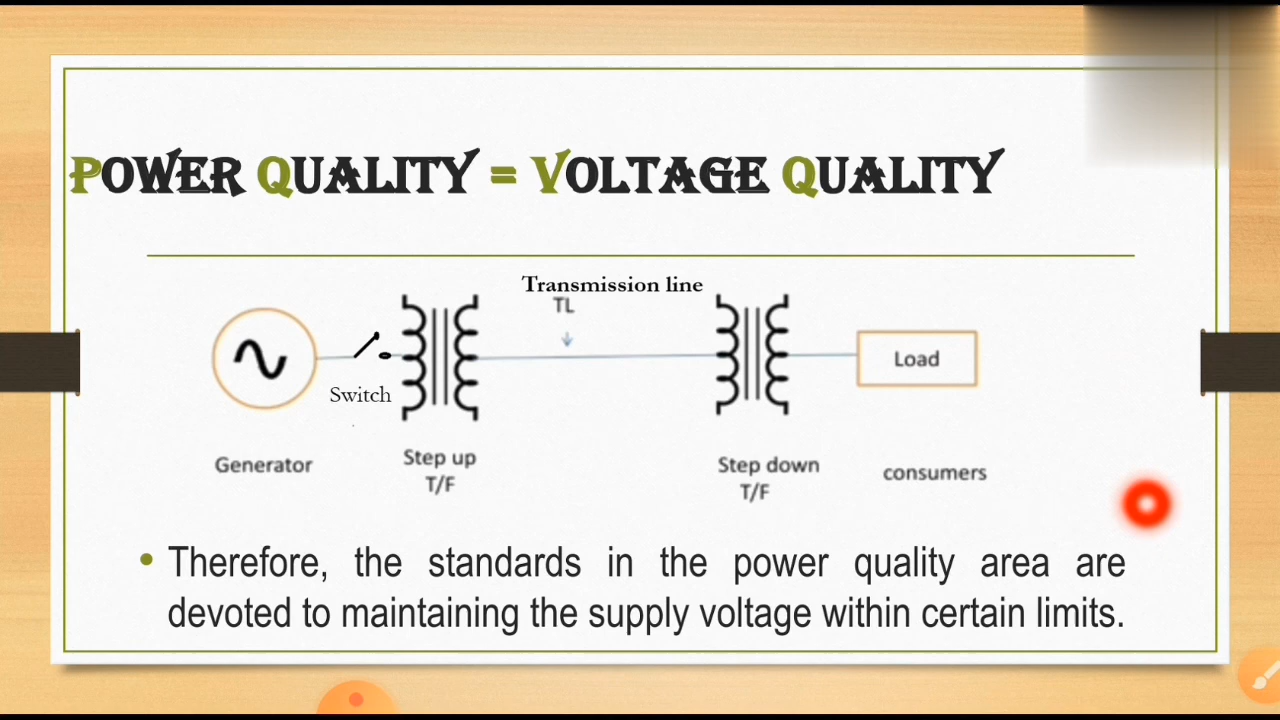 POWER QUALITY = VOLTAGE QUALITY
Transmission line
TL
Switch
Load
Generator
Step up
T/F
Step down
T/F
consumers
• Therefore, the standards in the power quality area are
devoted to maintaining the supply voltage within certain limits.